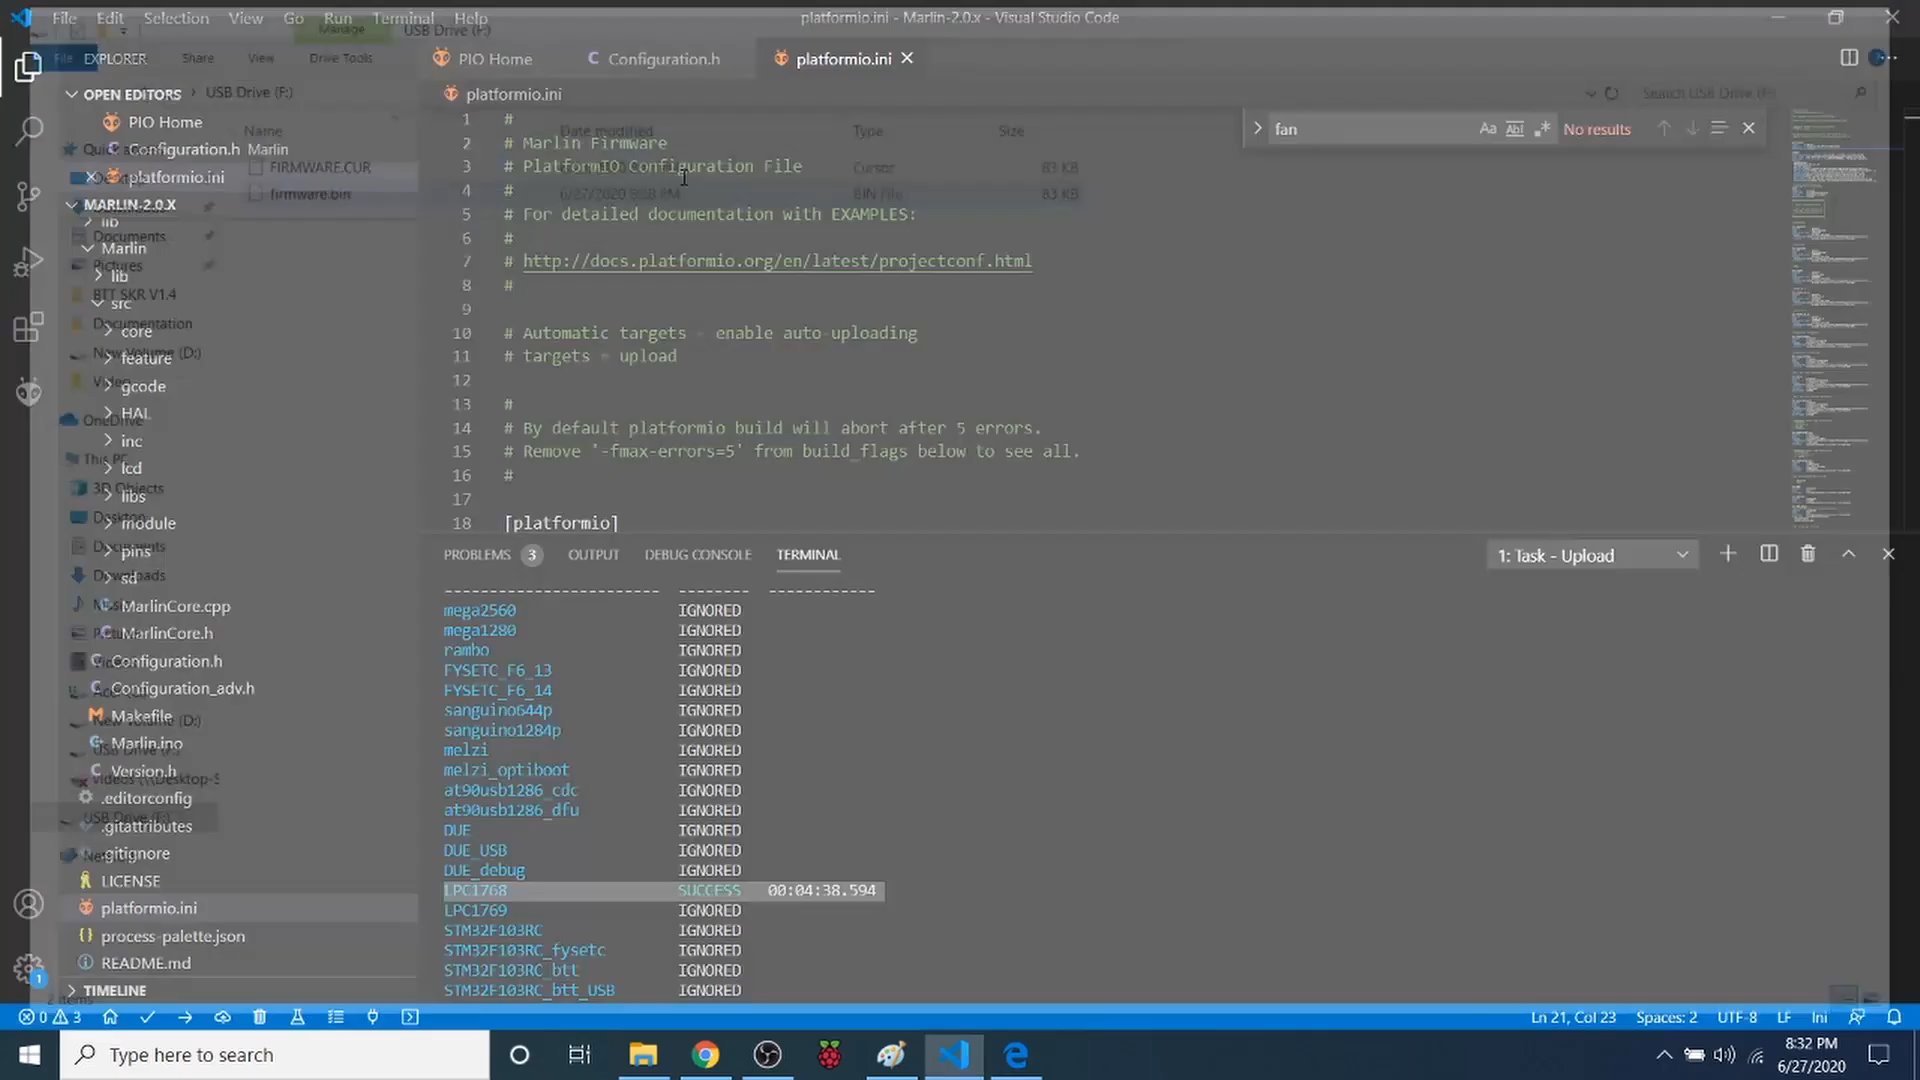 File Edit Selection View Go Run Terminal Help
platformio.ini - Marlin-2.0.x - Visual Studio Code
Manage USB Drive (F:)
File Share View Drive Tools
EXPLORER
PIO Home Configuration.h platformio.ini
OPEN EDITORS
USB Drive (F:)
Search USB Drive (F:)
platformio.ini
PIO Home
Configuration.h Marlin
platformio.ini
Name Date modified Type Size
FIRMWARE.CUR Cursor 83 KB
firmware.bin 6/27/2020 8:30 PM BIN File 83 KB
fan
Aa Abl .*
No results
MARLIN-2.0.X
lib
Marlin
lib
src
core
feature
gcode
HAL
inc
lcd
libs
module
pins
sd
MarlinCore.cpp
MarlinCore.h
Configuration.h
Configuration_adv.h
Makefile
Marlin.ino
Version.h
.editorconfig
.gitattributes
.gitignore
LICENSE
platformio.ini
process-palette.json
README.md
TIMELINE
Documents
Pictures
BTT SKR V1.4
Documentation
New Volume (D:)
OneDrive
This PC
3D Objects
Desktop
Documents
Downloads
New Volume (D:)
USB Drive (F:)
USB Drive (F:)
2 items
1 #
2 # Marlin Firmware
3 # PlatformIO Configuration File
4 #
5 # For detailed documentation with EXAMPLES:
6 #
7 # http://docs.platformio.org/en/latest/projectconf.html
8 #
9
10 # Automatic targets - enable auto-uploading
11 # targets = upload
12
13 #
14 # By default platformio build will abort after 5 errors.
15 # Remove '-fmax-errors=5' from build_flags below to see all.
16 #
17
18 [platformio]
PROBLEMS 3 OUTPUT DEBUG CONSOLE TERMINAL
1: Task - Upload
------------------------ -------- ------------
mega2560 IGNORED
mega1280 IGNORED
rambo IGNORED
FYSETC_F6_13 IGNORED
FYSETC_F6_14 IGNORED
sanguino644p IGNORED
sanguino1284p IGNORED
melzi IGNORED
melzi_optiboot IGNORED
at90usb1286_cdc IGNORED
at90usb1286_dfu IGNORED
DUE IGNORED
DUE_USB IGNORED
DUE_debug IGNORED
LPC1768 SUCCESS 00:04:38.594
LPC1769 IGNORED
STM32F103RC IGNORED
STM32F103RC_fysetc IGNORED
STM32F103RC_btt IGNORED
STM32F103RC_btt_USB IGNORED
1
0 3
Ln 21, Col 23 Spaces: 2 UTF-8 LF Ini
Type here to search
8:32 PM
6/27/2020